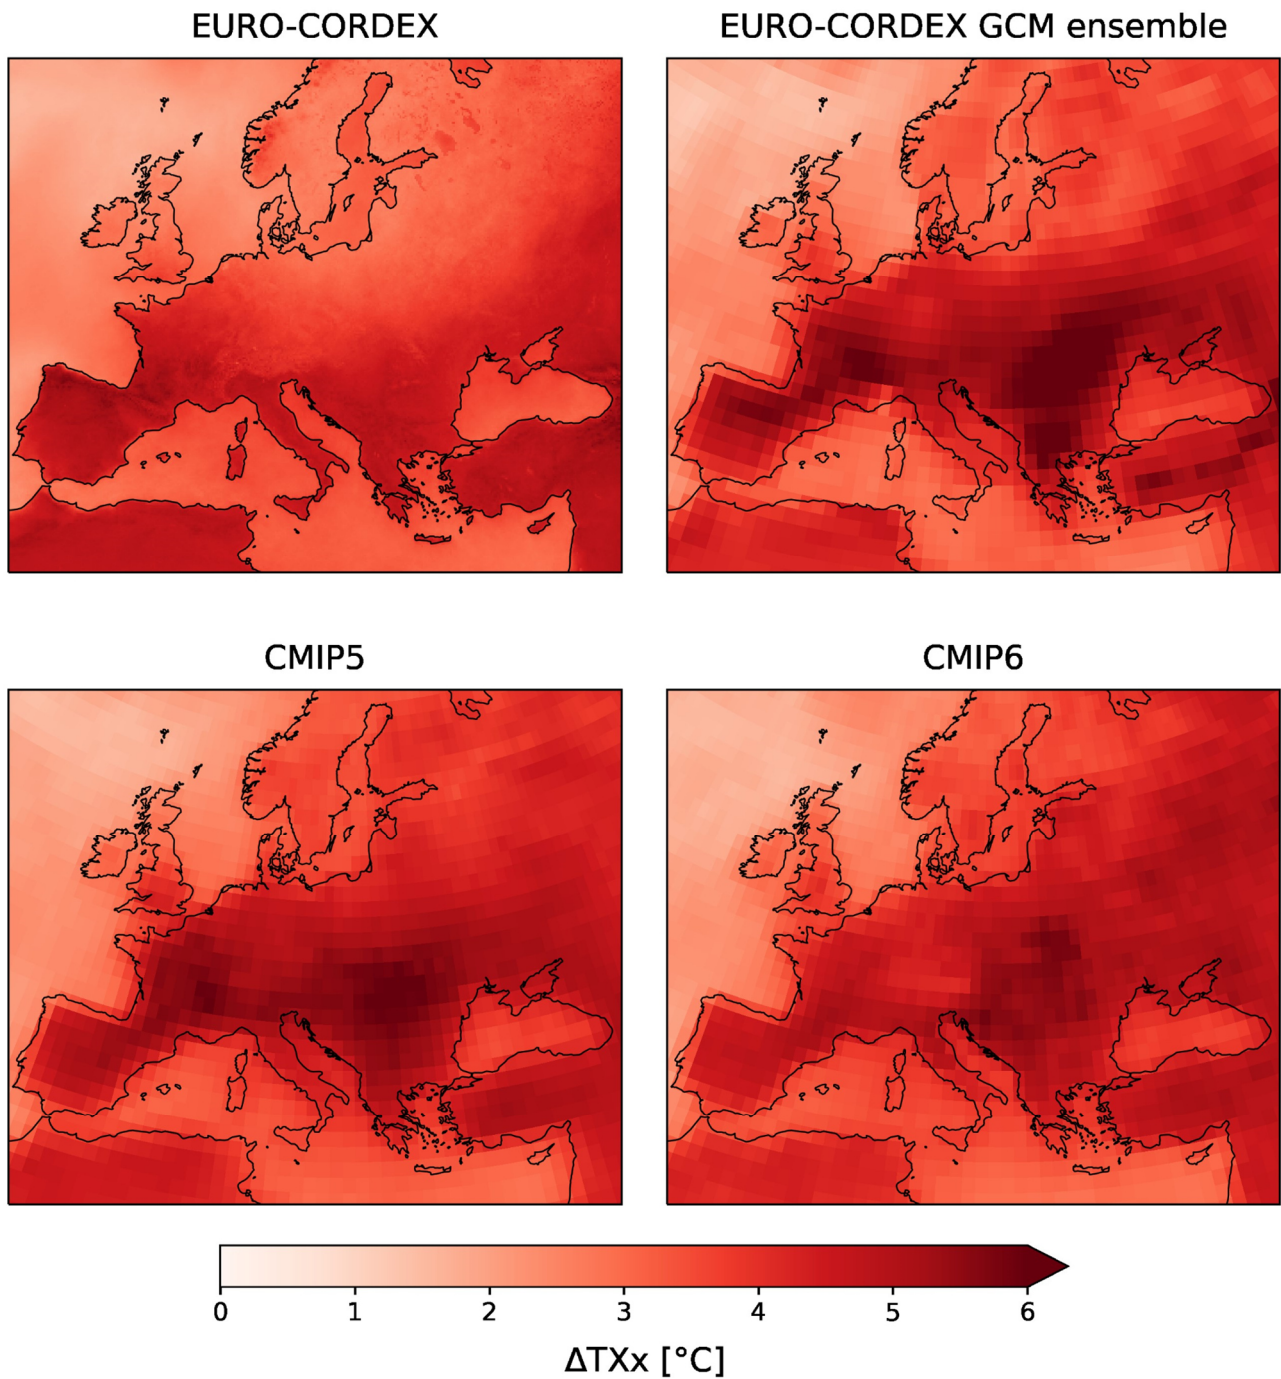 EURO-CORDEX
EURO-CORDEX GCM ensemble
CMIP5
CMIP6
0 1 2 3 4 5 6
ΔTXx [°C]